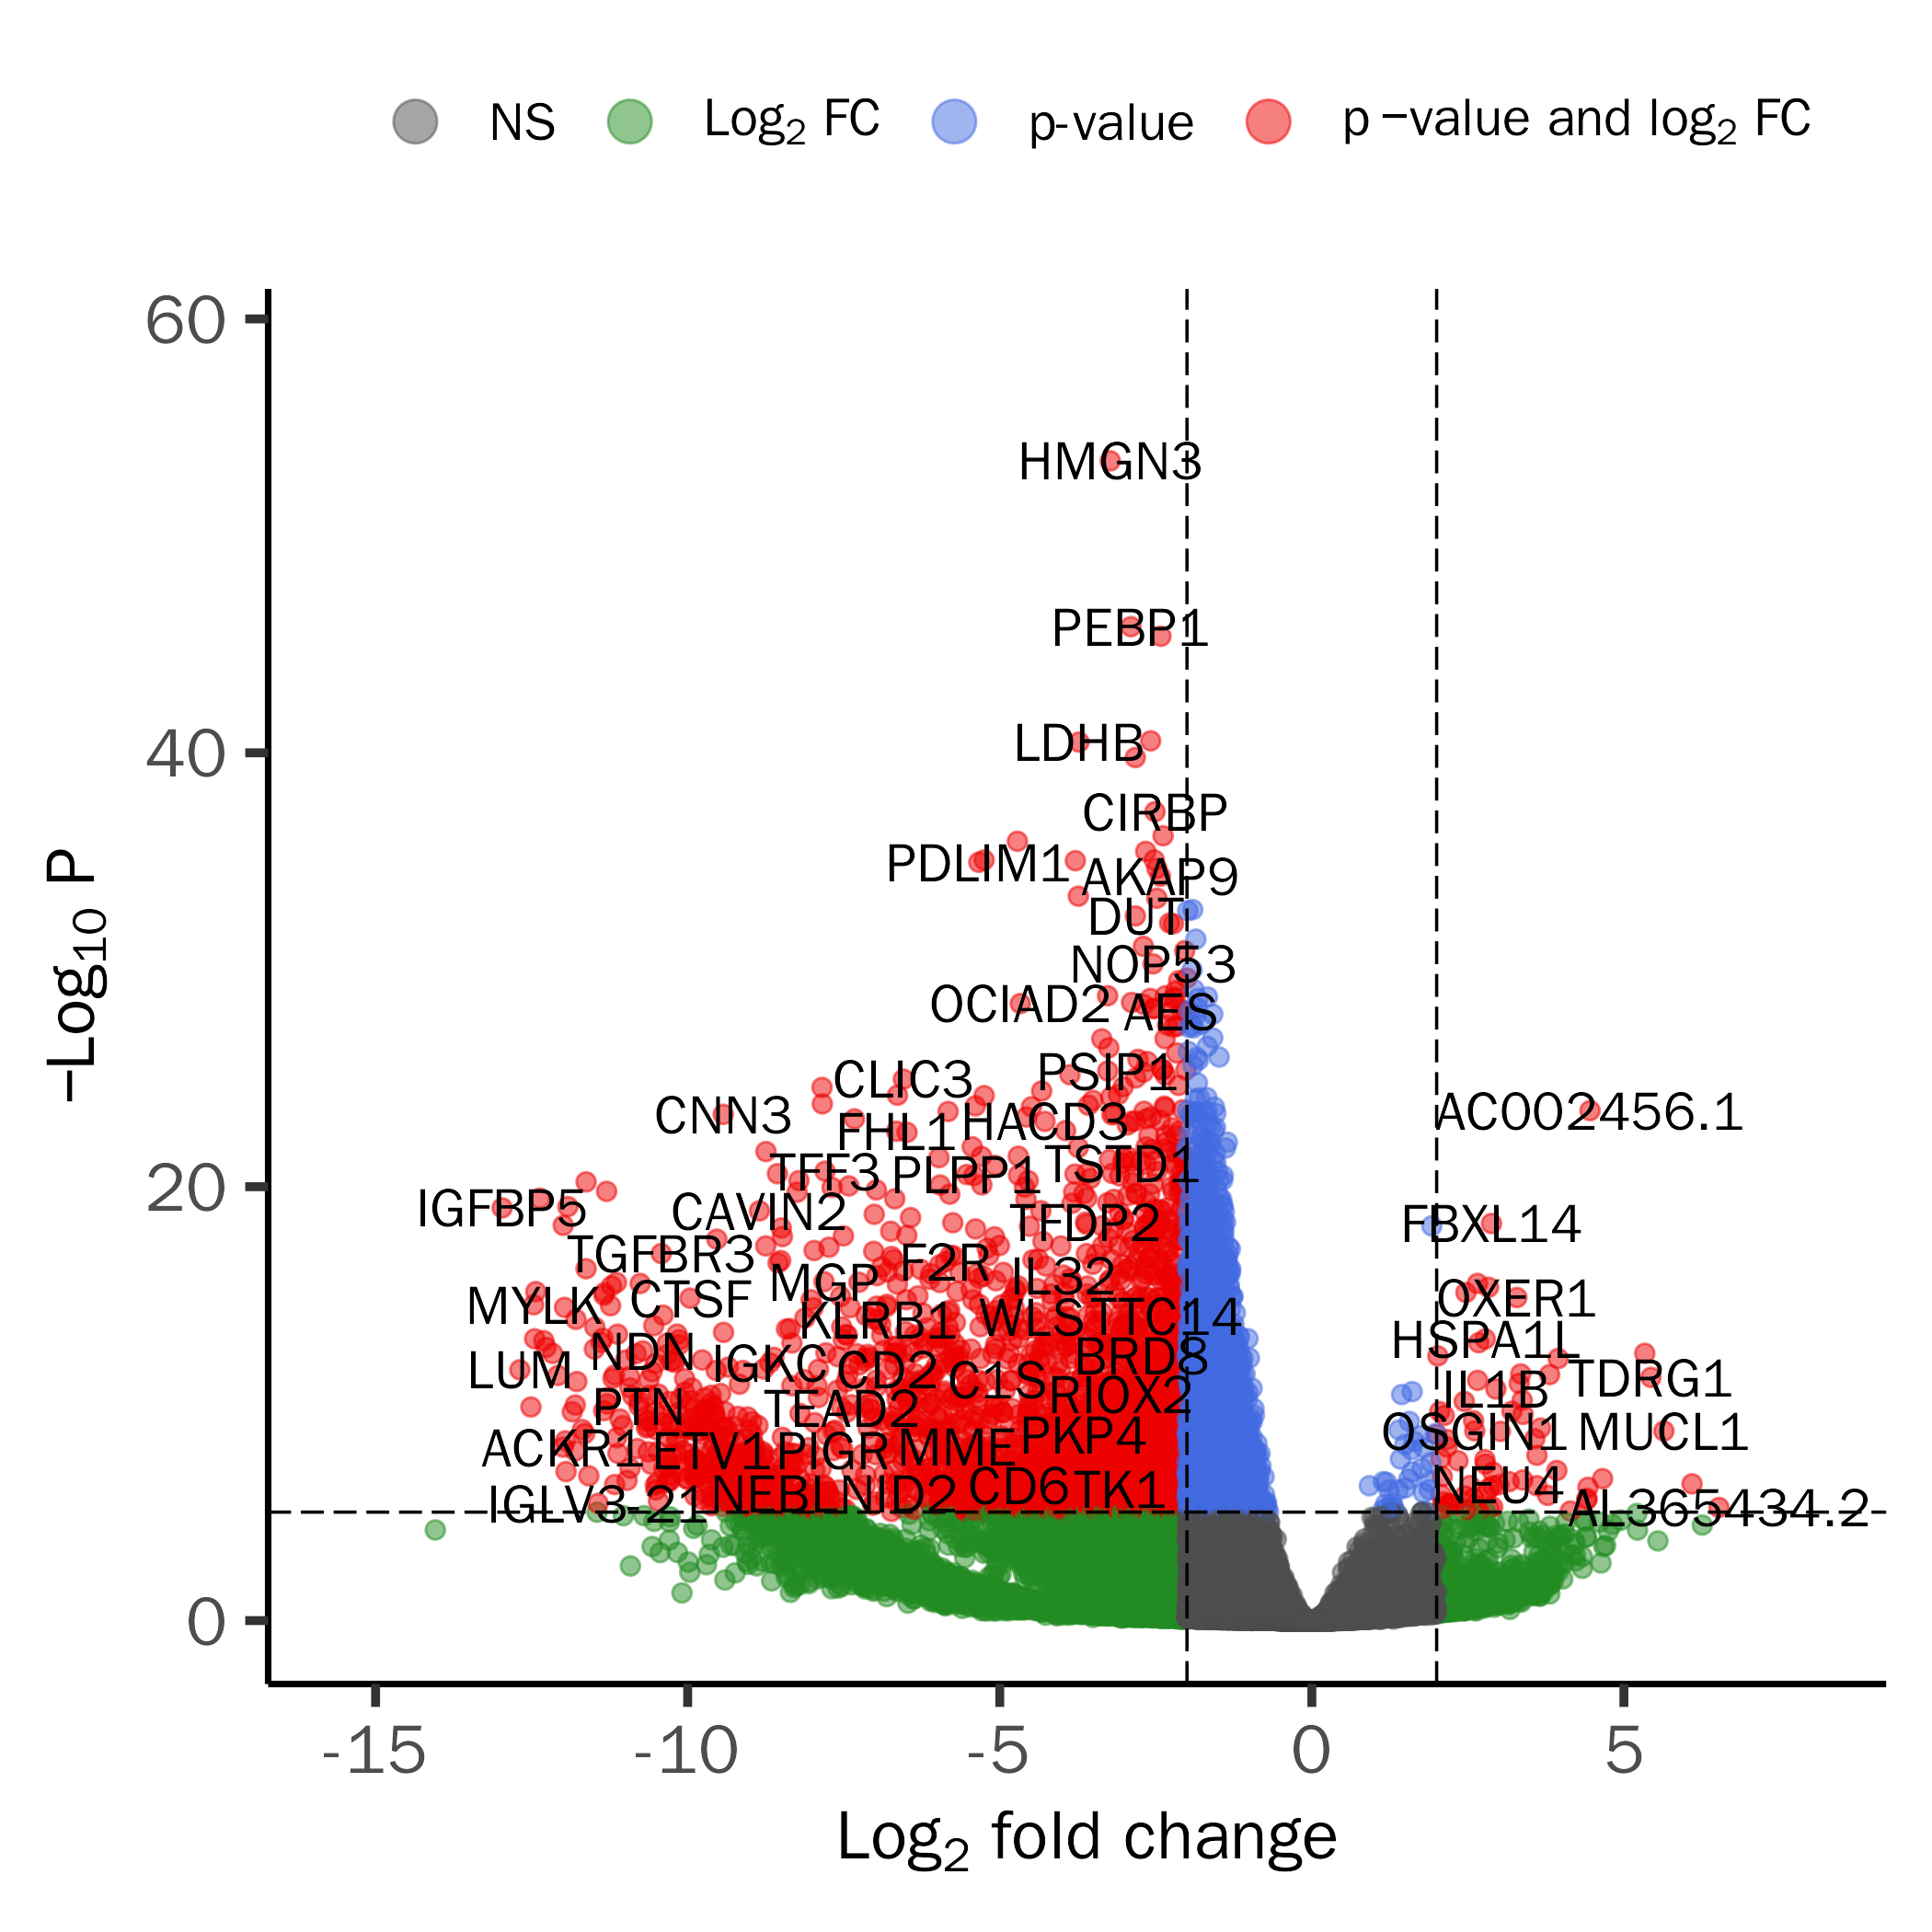 NS Log2 FC p-value p −value and log2 FC
60
HMGN3
PEBP1
40
LDHB
CIRBP
PDLIM1 AKAP9
DUT
NOP53
OCIAD2 AES
PSIP1
CLIC3
CNN3 AC002456.1
FHL1 HACD3
TSTD1
TFF3 PLPP1
20
IGFBP5 CAVIN2
TFDP2 FBXL14
TGFBR3 F2R
MGP IL32
CTSF OXER1
MYLK
KLRB1 WLS TTC14
NDN HSPA1L
BRD8
LUM IGKC CD2 C1S TDRG1
RIOX2 IL1B
PTN TEAD2
PKP4 OSGIN1 MUCL1
ACKR1 ETV1 PIGR MME
CD6 TK1 NEU4
IGLV3-21 NEBL NID2 AL365434.2
0
−Log10 P
-15 -10 -5 0 5
Log2 fold change